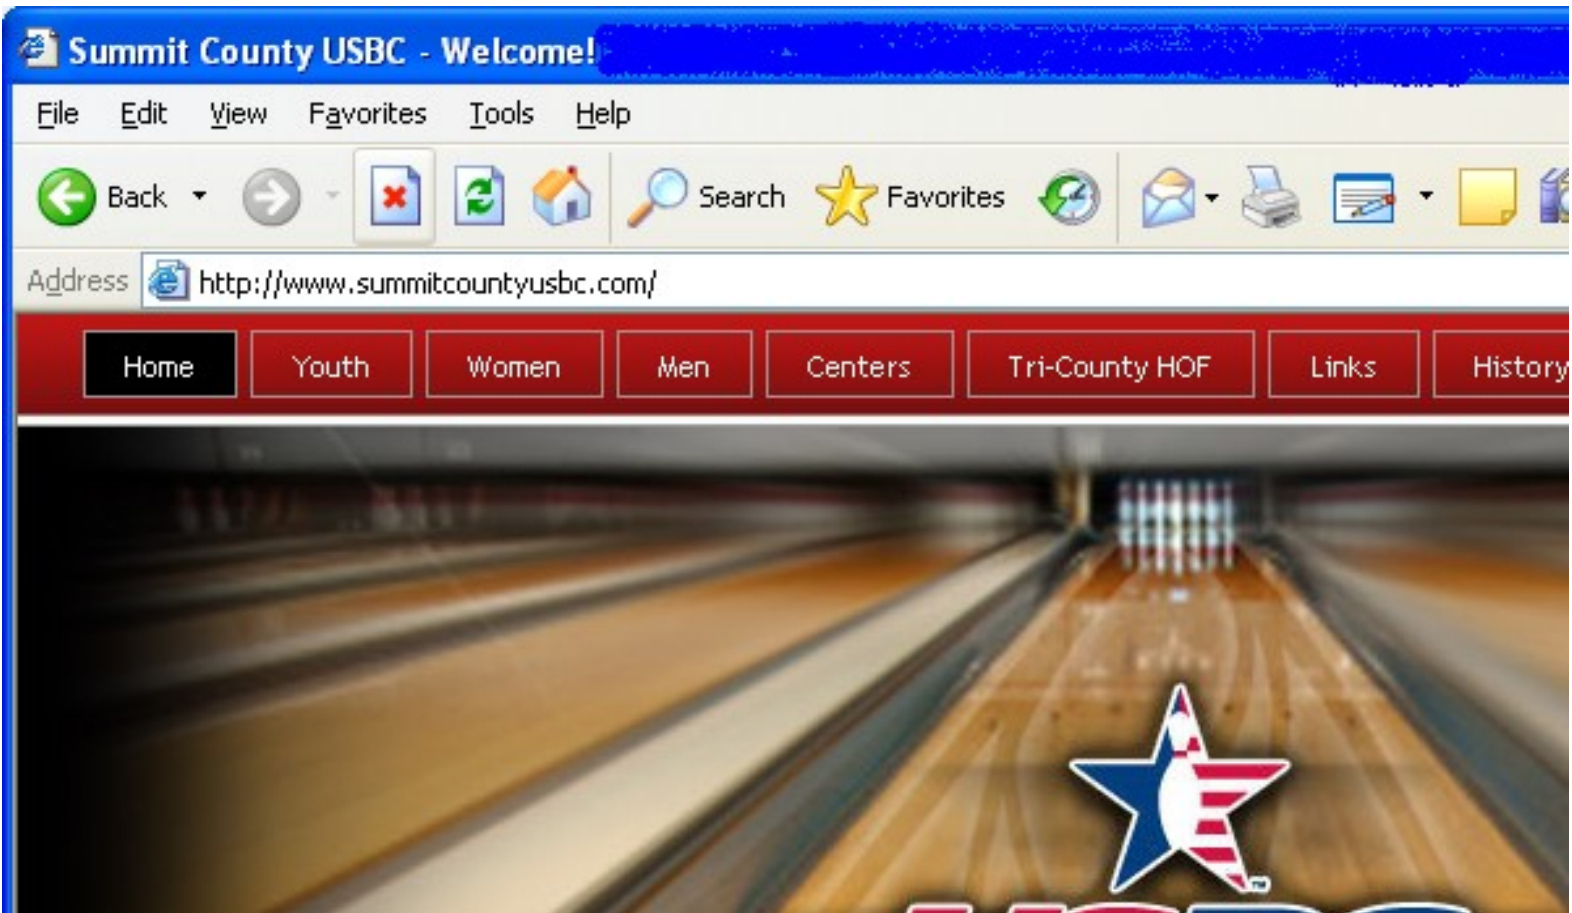 Summit County USBC - Welcome!
File Edit View Favorites Tools Help
Back Search Favorites
Address http://www.summitcountyusbc.com/
Home Youth Women Men Centers Tri-County HOF Links History
TM